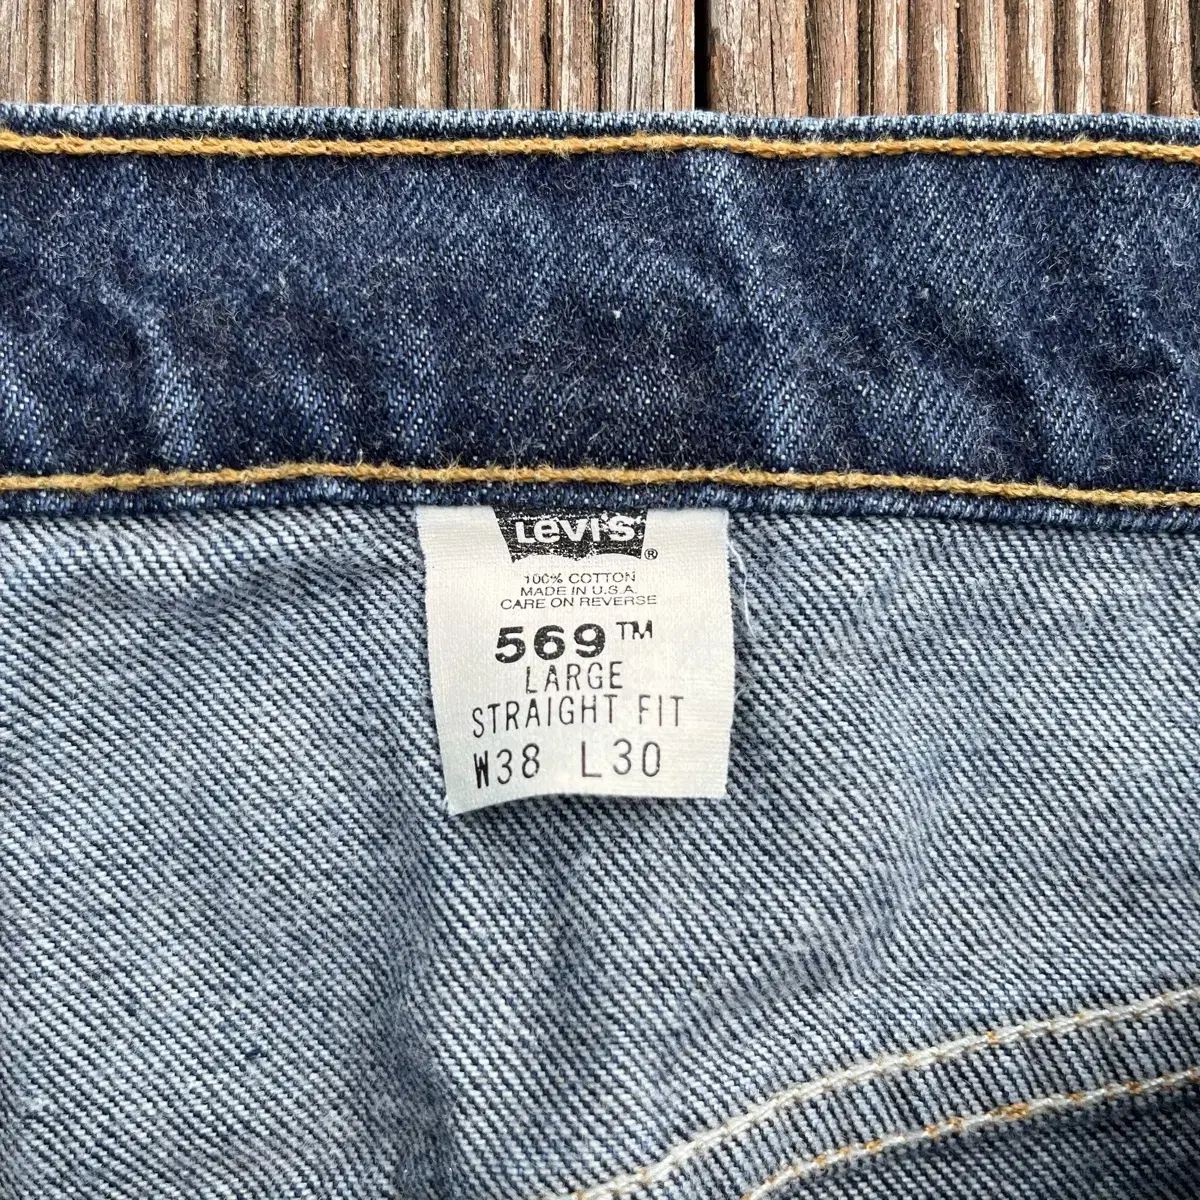 Levi's
®
100% COTTON
MADE IN U.S.A.
CARE ON REVERSE
569™
LARGE
STRAIGHT FIT
W38 L30